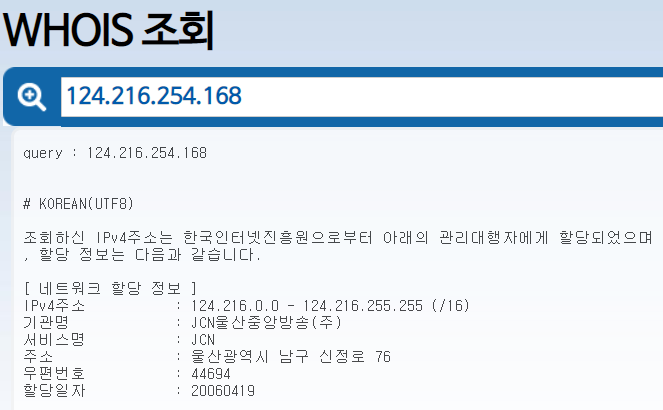 WHOIS 조회
124.216.254.168
query : 124.216.254.168
# KOREAN(UTF8)
조회하신 IPv4주소는 한국인터넷진흥원으로부터 아래의 관리대행자에게 할당되었으며
, 할당 정보는 다음과 같습니다.
[ 네트워크 할당 정보 ]
IPv4주소 : 124.216.0.0 - 124.216.255.255 (/16)
기관명 : JCN울산중앙방송(주)
서비스명 : JCN
주소 : 울산광역시 남구 신정로 76
우편번호 : 44694
할당일자 : 20060419